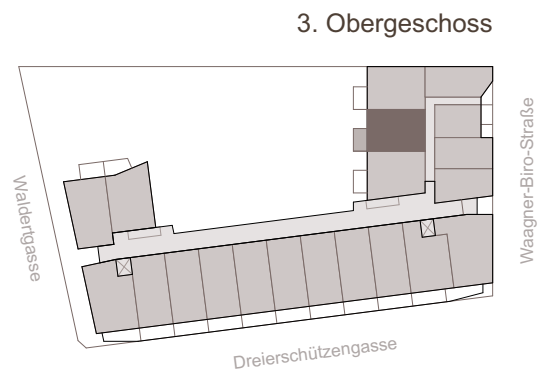 3. Obergeschoss
Waldertgasse
Waagner-Biro-Straße
Dreierschützengasse